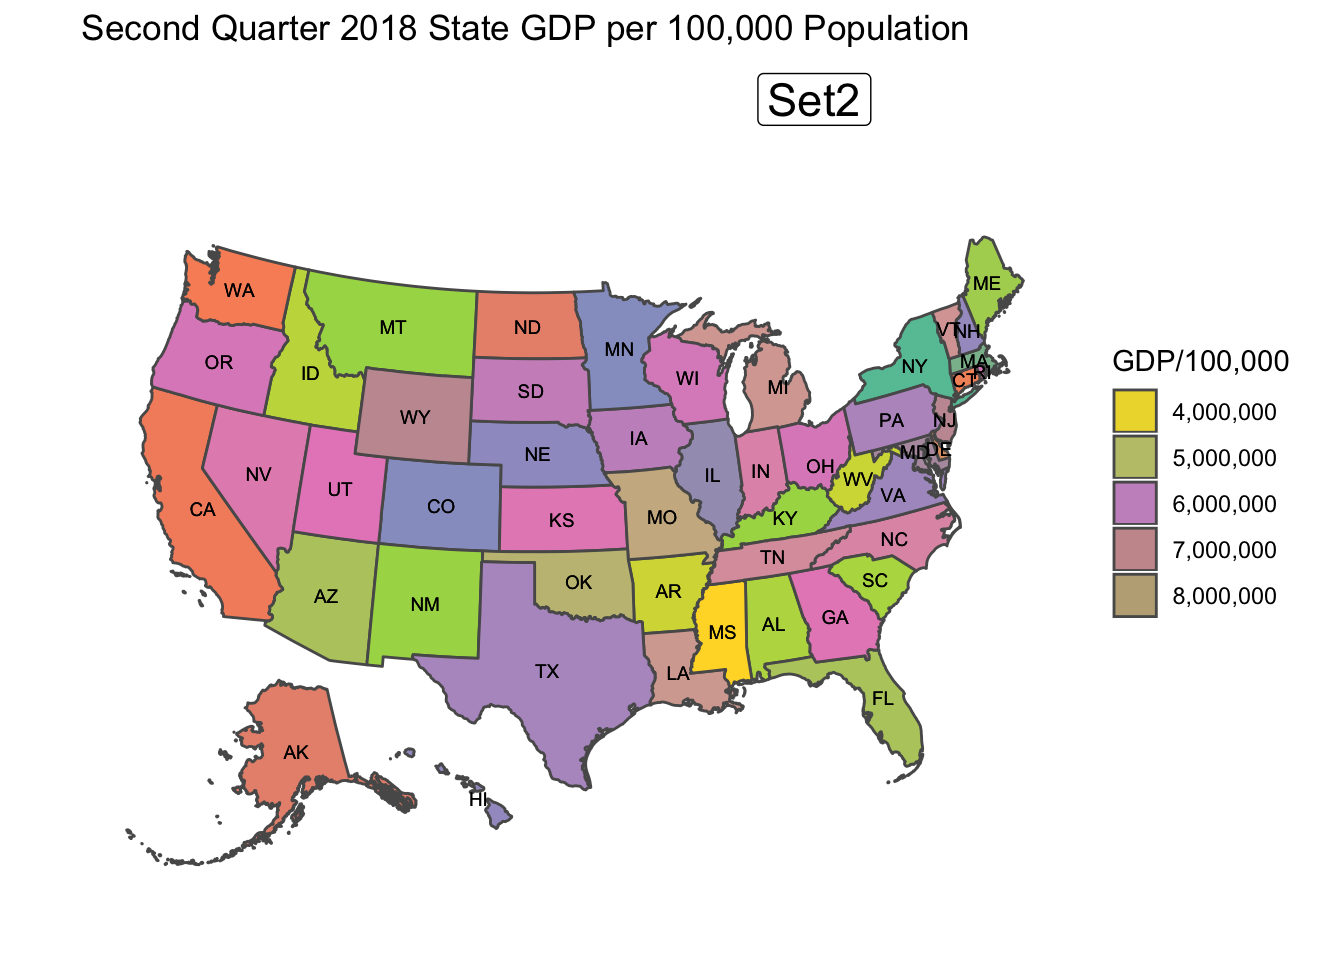 Second Quarter 2018 State GDP per 100,000 Population
Set2
ME
WA
MT
ND
VT
NH
MN
OR
NY
MA
ID
RI
WI
CT
MI
SD
WY
PA
NJ
IA
NE
MD
DE
NV
IL
IN
OH
WV
UT
VA
CO
CA
KS
MO
KY
NC
TN
OK
SC
AZ
AR
NM
GA
AL
MS
TX
LA
FL
AK
HI
GDP/100,000
4,000,000
5,000,000
6,000,000
7,000,000
8,000,000